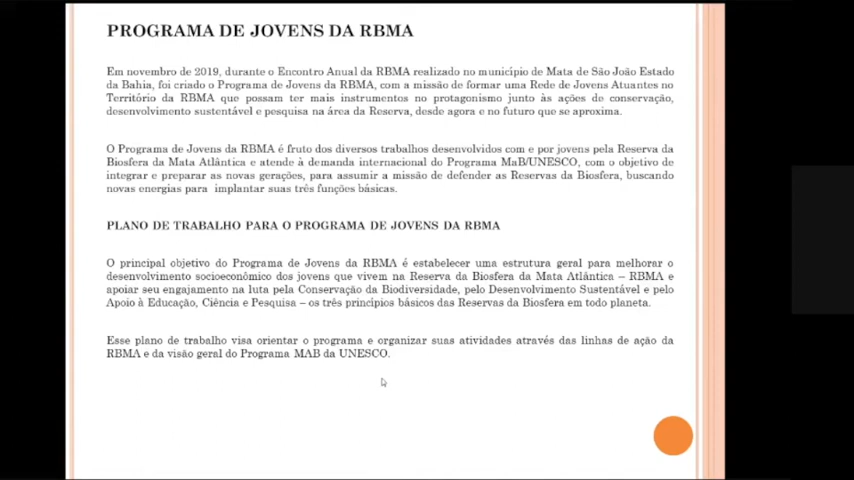 PROGRAMA DE JOVENS DA RBMA
Em novembro de 2019, durante o Encontro Anual da RBMA realizado no município de Mata de São João Estado
da Bahia, foi criado o Programa de Jovens da RBMA, com a missão de formar uma Rede de Jovens Atuantes no
Território da RBMA que possam ter mais instrumentos no protagonismo junto às ações de conservação,
desenvolvimento sustentável e pesquisa na área da Reserva, desde agora e no futuro que se aproxima.
O Programa de Jovens da RBMA é fruto dos diversos trabalhos desenvolvidos com e por jovens pela Reserva da
Biosfera da Mata Atlântica e atende à demanda internacional do Programa MaB/UNESCO, com o objetivo de
integrar e preparar as novas gerações, para assumir a missão de defender as Reservas da Biosfera, buscando
novas energias para implantar suas três funções básicas.
PLANO DE TRABALHO PARA O PROGRAMA DE JOVENS DA RBMA
O principal objetivo do Programa de Jovens da RBMA é estabelecer uma estrutura geral para melhorar o
desenvolvimento socioeconômico dos jovens que vivem na Reserva da Biosfera da Mata Atlântica – RBMA e
apoiar seu engajamento na luta pela Conservação da Biodiversidade, pelo Desenvolvimento Sustentável e pelo
Apoio à Educação, Ciência e Pesquisa – os três princípios básicos das Reservas da Biosfera em todo planeta.
Esse plano de trabalho visa orientar o programa e organizar suas atividades através das linhas de ação da
RBMA e da visão geral do Programa MAB da UNESCO.